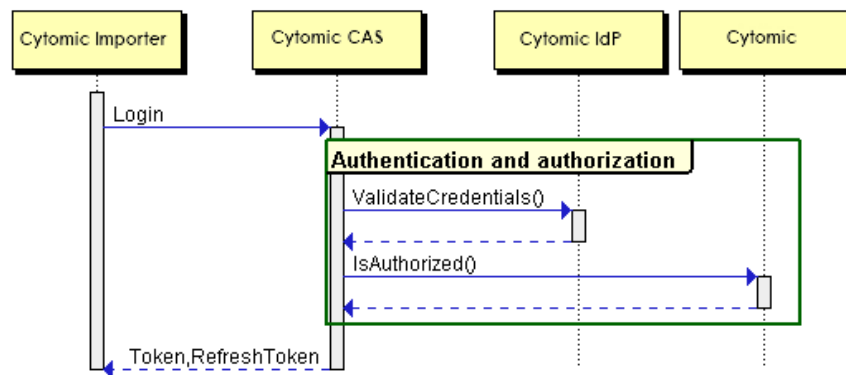 Cytomic Importer
Cytomic CAS
Cytomic IdP
Cytomic
Login
Authentication and authorization
ValidateCredentials()
IsAuthorized()
Token,RefreshToken